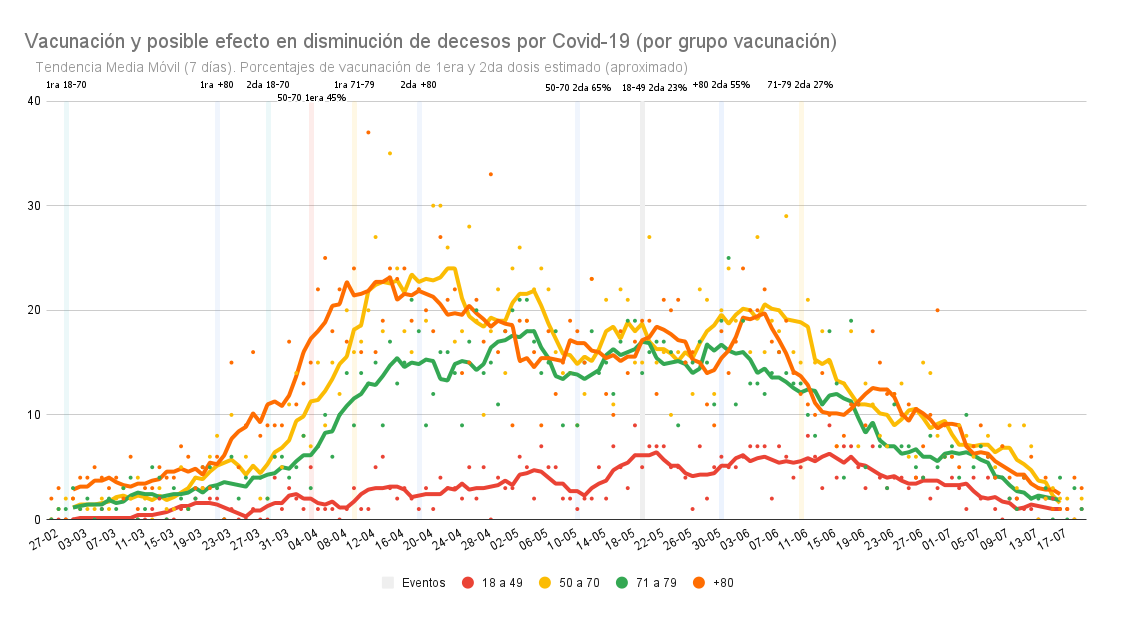 Vacunación y posible efecto en disminución de decesos por Covid-19 (por grupo vacunación)
Tendencia Media Móvil (7 días). Porcentajes de vacunación de 1era y 2da dosis estimado (aproximado)
1ra 18-70 1ra +80 2da 18-70 1ra 71-79 2da +80 50-70 2da 65% 18-49 2da 23% +80 2da 55% 71-79 2da 27%
50-70 1era 45%
40
30
20
10
0
27-02 03-03 07-03 11-03 15-03 19-03 23-03 27-03 31-03 04-04 08-04 12-04 16-04 20-04 24-04 28-04 02-05 06-05 10-05 14-05 18-05 22-05 26-05 30-05 03-06 07-06 11-06 15-06 19-06 23-06 27-06 01-07 05-07 09-07 13-07 17-07
Eventos 18 a 49 50 a 70 71 a 79 +80